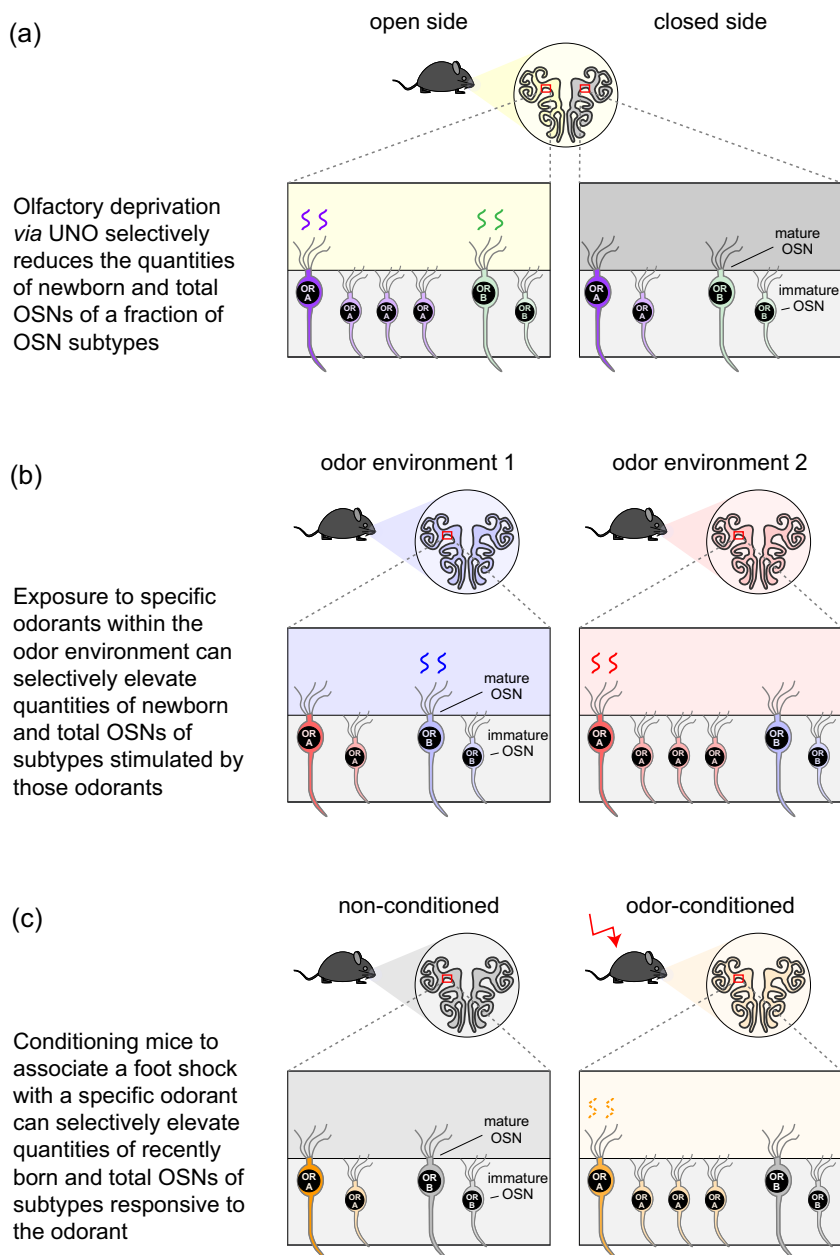 (a)
open side
closed side
Olfactory deprivation
via UNO selectively
reduces the quantities
of newborn and total
OSNs of a fraction of
OSN subtypes
mature
OSN
immature
OSN
OR
A
OR
A
OR
A
OR
A
OR
B
OR
B
OR
A
OR
A
OR
B
OR
B
(b)
odor environment 1
odor environment 2
Exposure to specific
odorants within the
odor environment can
selectively elevate
quantities of newborn
and total OSNs of
subtypes stimulated by
those odorants
mature
OSN
immature
OSN
OR
A
OR
A
OR
B
OR
B
OR
A
OR
A
OR
A
OR
A
OR
B
OR
B
(c)
non-conditioned
odor-conditioned
Conditioning mice to
associate a foot shock
with a specific odorant
can selectively elevate
quantities of recently
born and total OSNs of
subtypes responsive to
the odorant
mature
OSN
immature
OSN
OR
A
OR
A
OR
B
OR
B
OR
A
OR
A
OR
A
OR
A
OR
B
OR
B